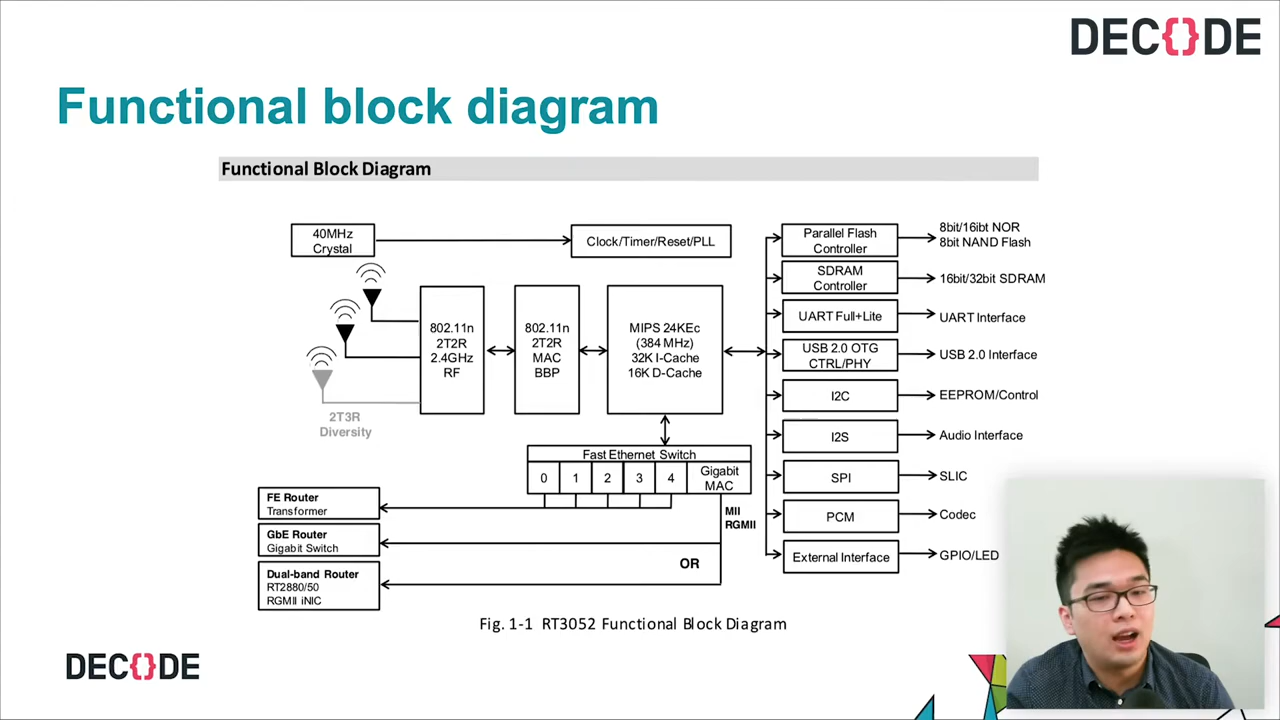 DEC{}DE
Functional block diagram
Functional Block Diagram
40MHz
Crystal
Clock/Timer/Reset/PLL
802.11n
2T2R
2.4GHz
RF
802.11n
2T2R
MAC
BBP
MIPS 24KEc
(384 MHz)
32K I-Cache
16K D-Cache
2T3R
Diversity
Fast Ethernet Switch
0
1
2
3
4
Gigabit
MAC
MII
RGMII
OR
FE Router
Transformer
GbE Router
Gigabit Switch
Dual-band Router
RT2880/50
RGMII iNIC
Parallel Flash
Controller
8bit/16ibt NOR
8bit NAND Flash
SDRAM
Controller
16bit/32bit SDRAM
UART Full+Lite
UART Interface
USB 2.0 OTG
CTRL/PHY
USB 2.0 Interface
I2C
EEPROM/Control
I2S
Audio Interface
SPI
SLIC
PCM
Codec
External Interface
GPIO/LED
Fig. 1-1 RT3052 Functional Block Diagram
DEC{}DE